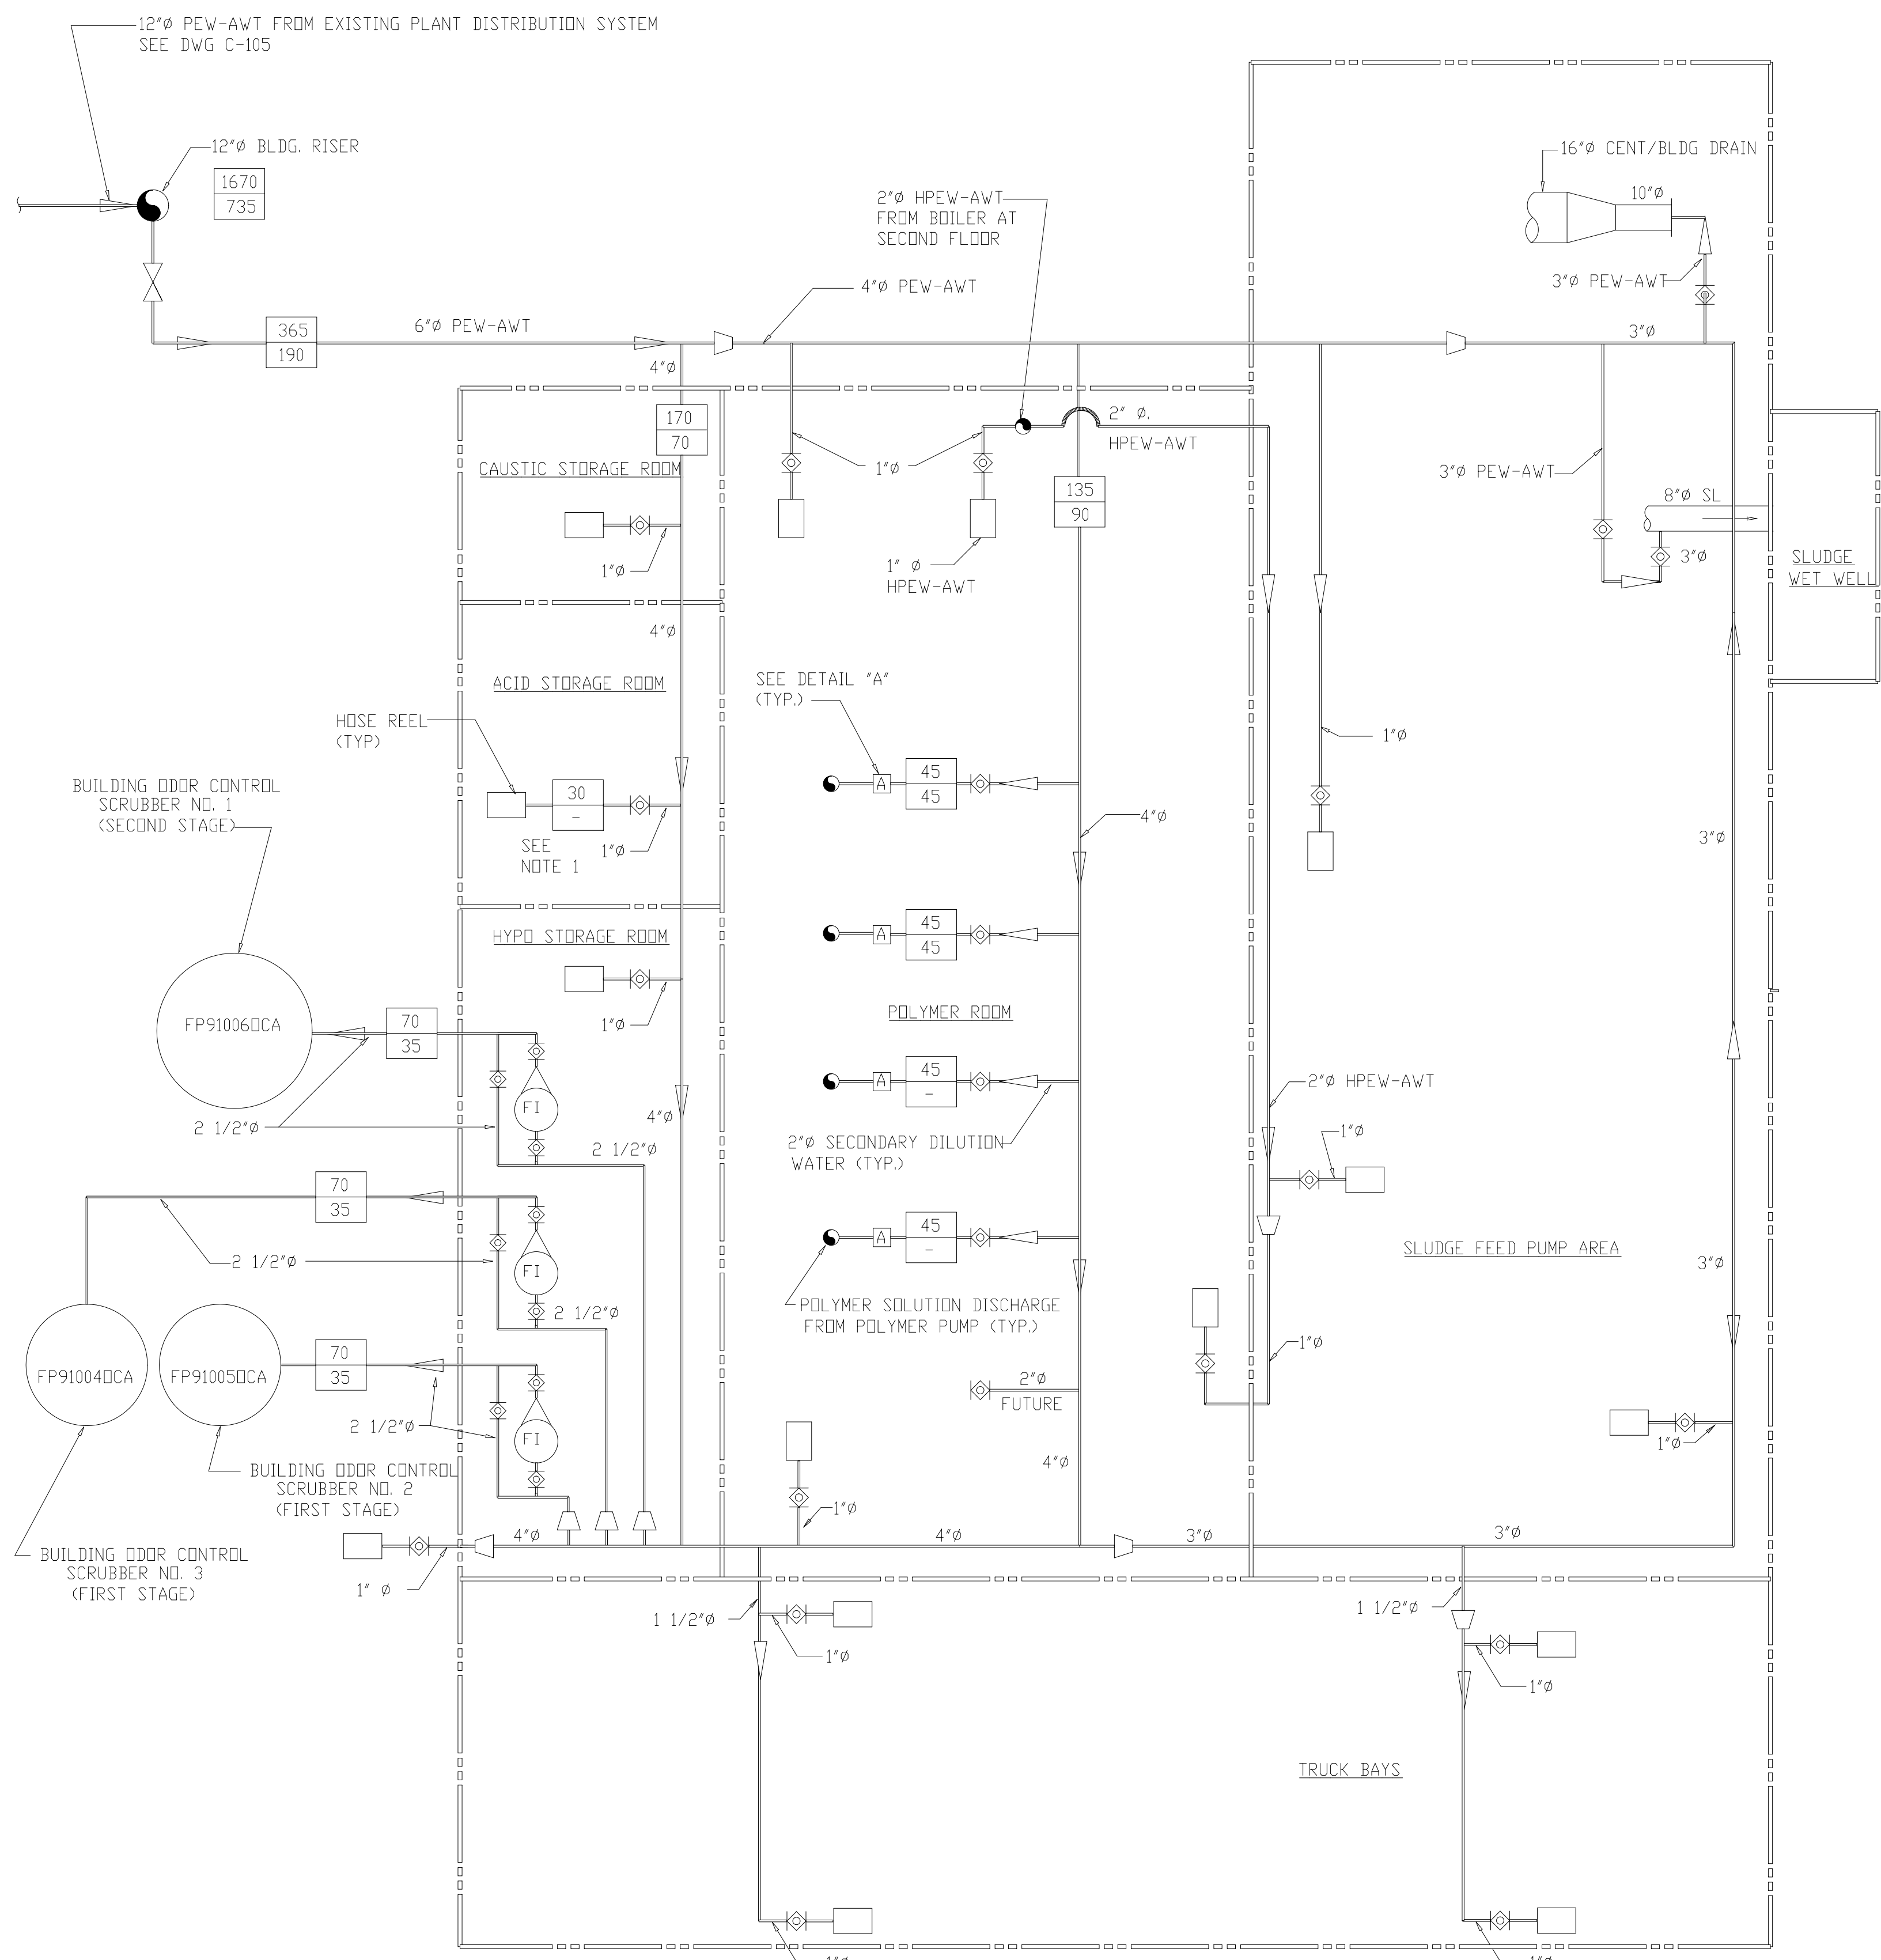 12"Ø PEW-AWT FROM EXISTING PLANT DISTRIBUTION SYSTEM
SEE DWG C-105
12"Ø BLDG. RISER
1670
735
16"Ø CENT/BLDG DRAIN
10"Ø
2"Ø HPEW-AWT
FROM BOILER AT
SECOND FLOOR
3"Ø PEW-AWT
4"Ø PEW-AWT
365
190
6"Ø PEW-AWT
3"Ø
4"Ø
170
70
2" Ø.
HPEW-AWT
CAUSTIC STORAGE ROOM
1"Ø
3"Ø PEW-AWT
135
90
8"Ø SL
1"Ø
1" Ø
HPEW-AWT
3"Ø
SLUDGE
WET WELL
4"Ø
ACID STORAGE ROOM
SEE DETAIL "A"
(TYP.)
HOSE REEL
(TYP)
1"Ø
BUILDING ODOR CONTROL
SCRUBBER NO. 1
(SECOND STAGE)
30
-
SEE
NOTE 1
1"Ø
A
45
45
4"Ø
3"Ø
HYPO STORAGE ROOM
A
45
45
1"Ø
FP91006OCA
70
35
POLYMER ROOM
FI
2 1/2"Ø
4"Ø
2 1/2"Ø
A
45
-
2"Ø SECONDARY DILUTION
WATER (TYP.)
2"Ø HPEW-AWT
1"Ø
70
35
2 1/2"Ø
FI
2 1/2"Ø
A
45
-
SLUDGE FEED PUMP AREA
3"Ø
POLYMER SOLUTION DISCHARGE
FROM POLYMER PUMP (TYP.)
1"Ø
FP91004OCA
FP91005OCA
70
35
2 1/2"Ø
FI
2"Ø
FUTURE
1"Ø
4"Ø
BUILDING ODOR CONTROL
SCRUBBER NO. 2
(FIRST STAGE)
1"Ø
4"Ø
4"Ø
3"Ø
3"Ø
BUILDING ODOR CONTROL
SCRUBBER NO. 3
(FIRST STAGE)
1" Ø
1 1/2"Ø
1"Ø
1 1/2"Ø
1"Ø
TRUCK BAYS
1"Ø
1"Ø